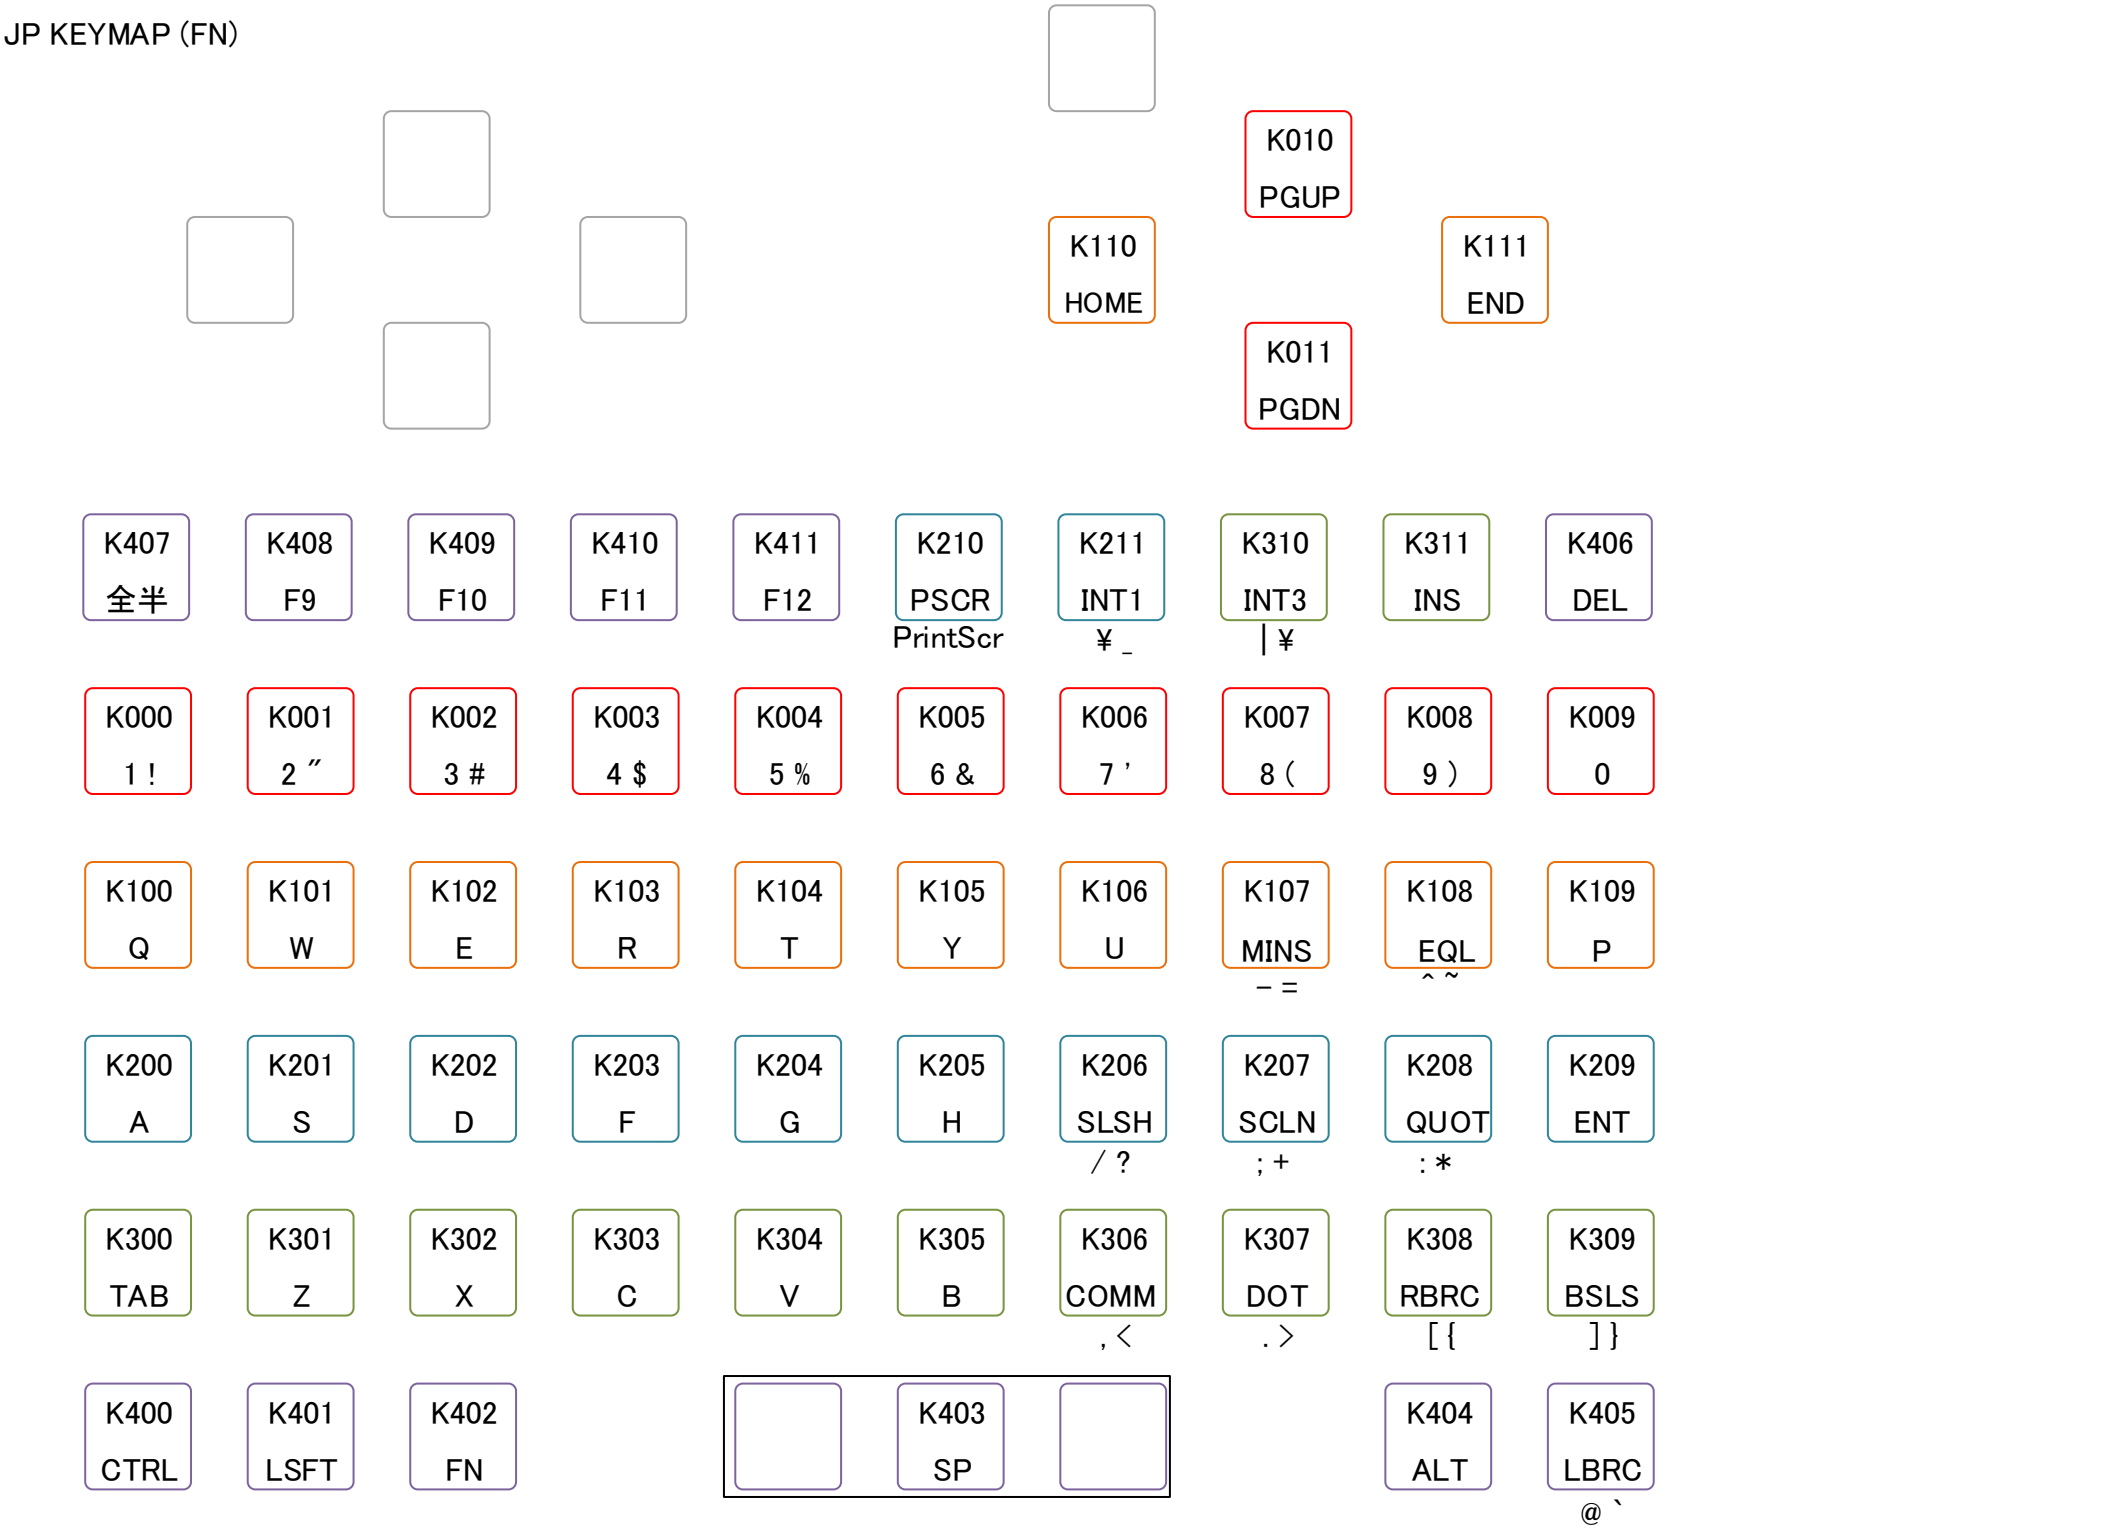 JP KEYMAP (FN)
K010
PGUP
K110 K111
HOME END
K011
PGDN
K407 K408 K409 K410 K411 K210 K211 K310 K311 K406
全半 F9 F10 F11 F12 PSCR INT1 INT3 INS DEL
PrintScr ¥ _ | ¥
K000 K001 K002 K003 K004 K005 K006 K007 K008 K009
1 ! 2 ″ 3 # 4 $ 5 % 6 & 7 ' 8 ( 9 ) 0
K100 K101 K102 K103 K104 K105 K106 K107 K108 K109
Q W E R T Y U MINS EQL P
- = ^ ~
K200 K201 K202 K203 K204 K205 K206 K207 K208 K209
A S D F G H SLSH SCLN QUOT ENT
/ ? ; + : *
K300 K301 K302 K303 K304 K305 K306 K307 K308 K309
TAB Z X C V B COMM DOT RBRC BSLS
, < . > [ { ] }
K400 K401 K402 K403 K404 K405
CTRL LSFT FN SP ALT LBRC
@ `